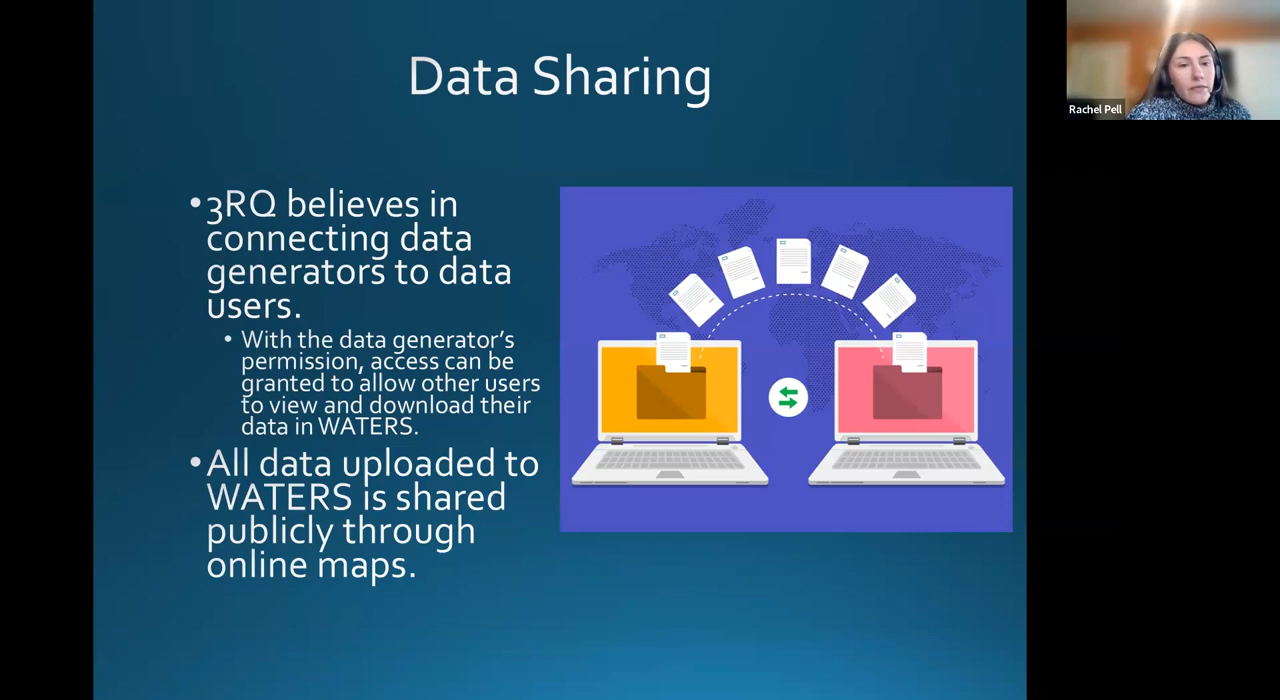 Data Sharing
•3RQ believes in
connecting data
generators to data
users.
• With the data generator's
permission, access can be
granted to allow other users
to view and download their
data in WATERS.
•All data uploaded to
WATERS is shared
publicly through
online maps.
Rachel Pell